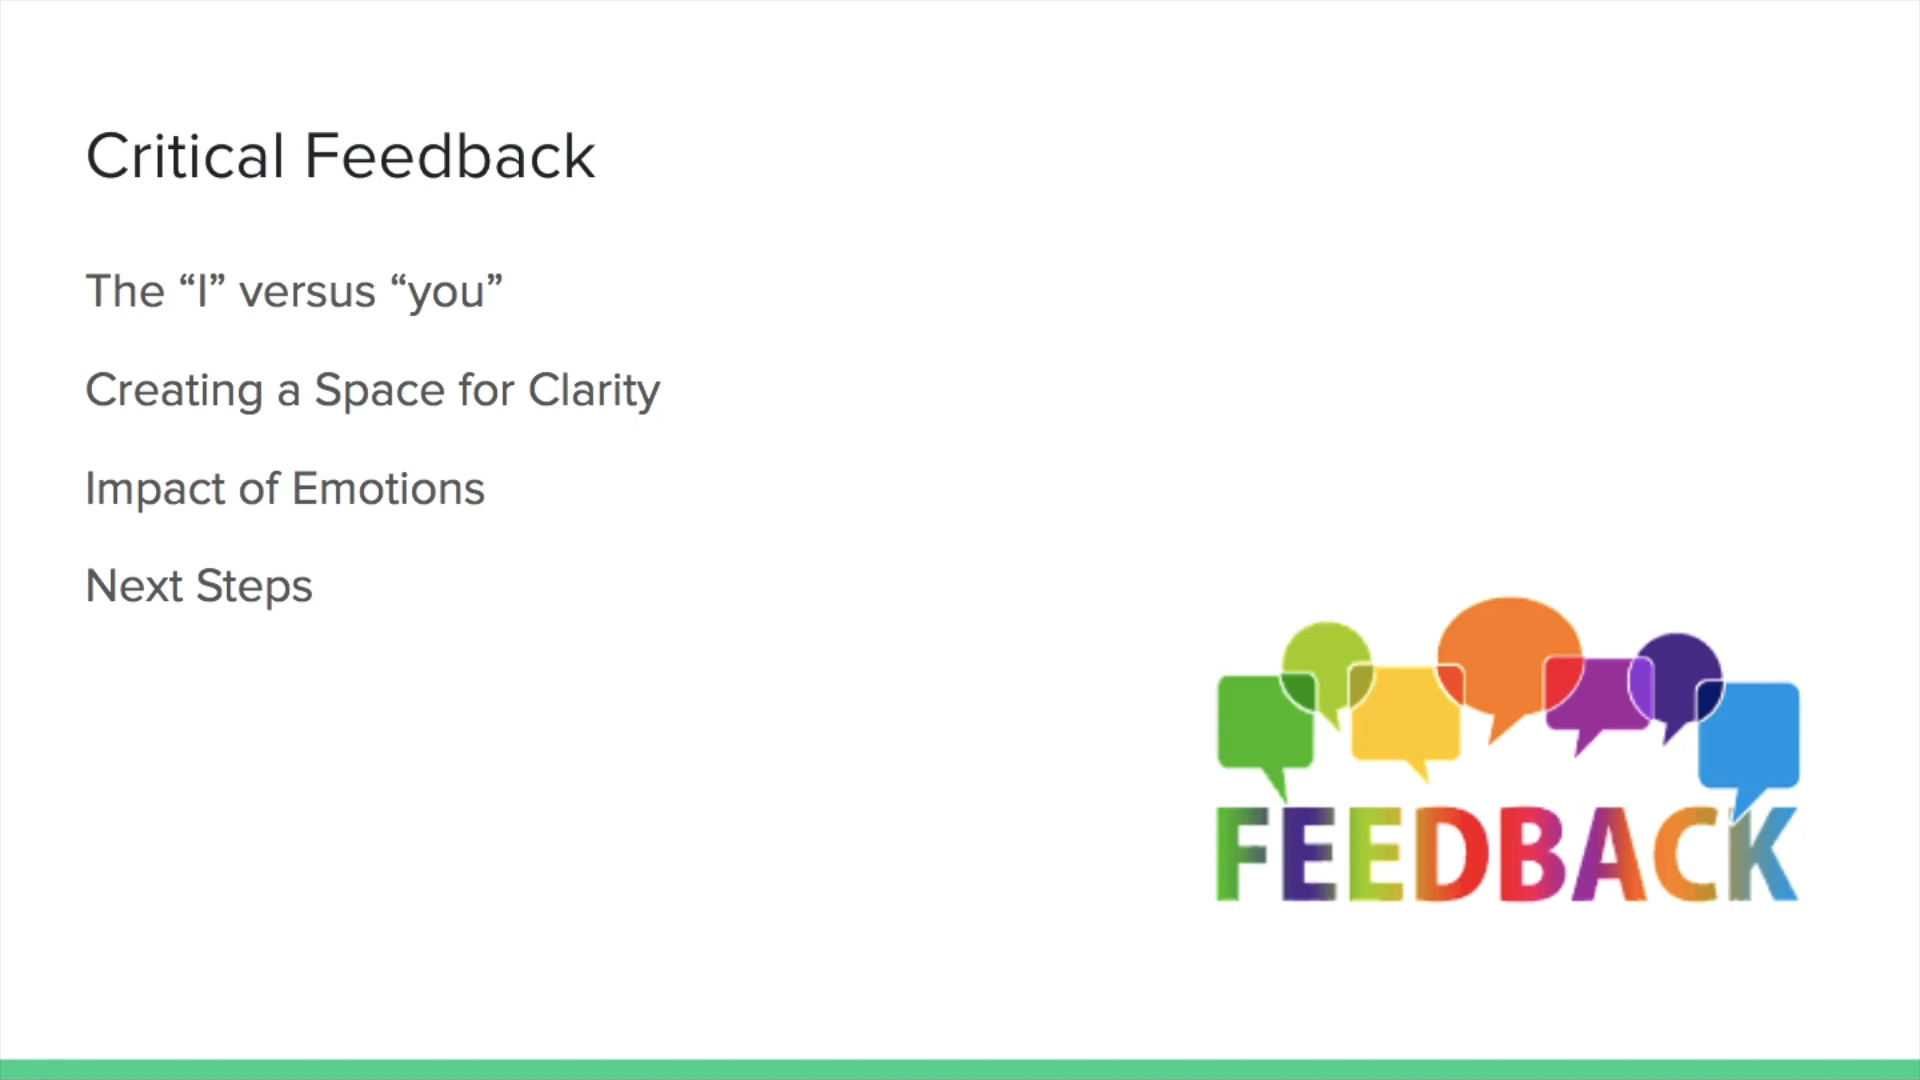 Critical Feedback
The “I” versus “you”
Creating a Space for Clarity
Impact of Emotions
Next Steps
FEEDBACK